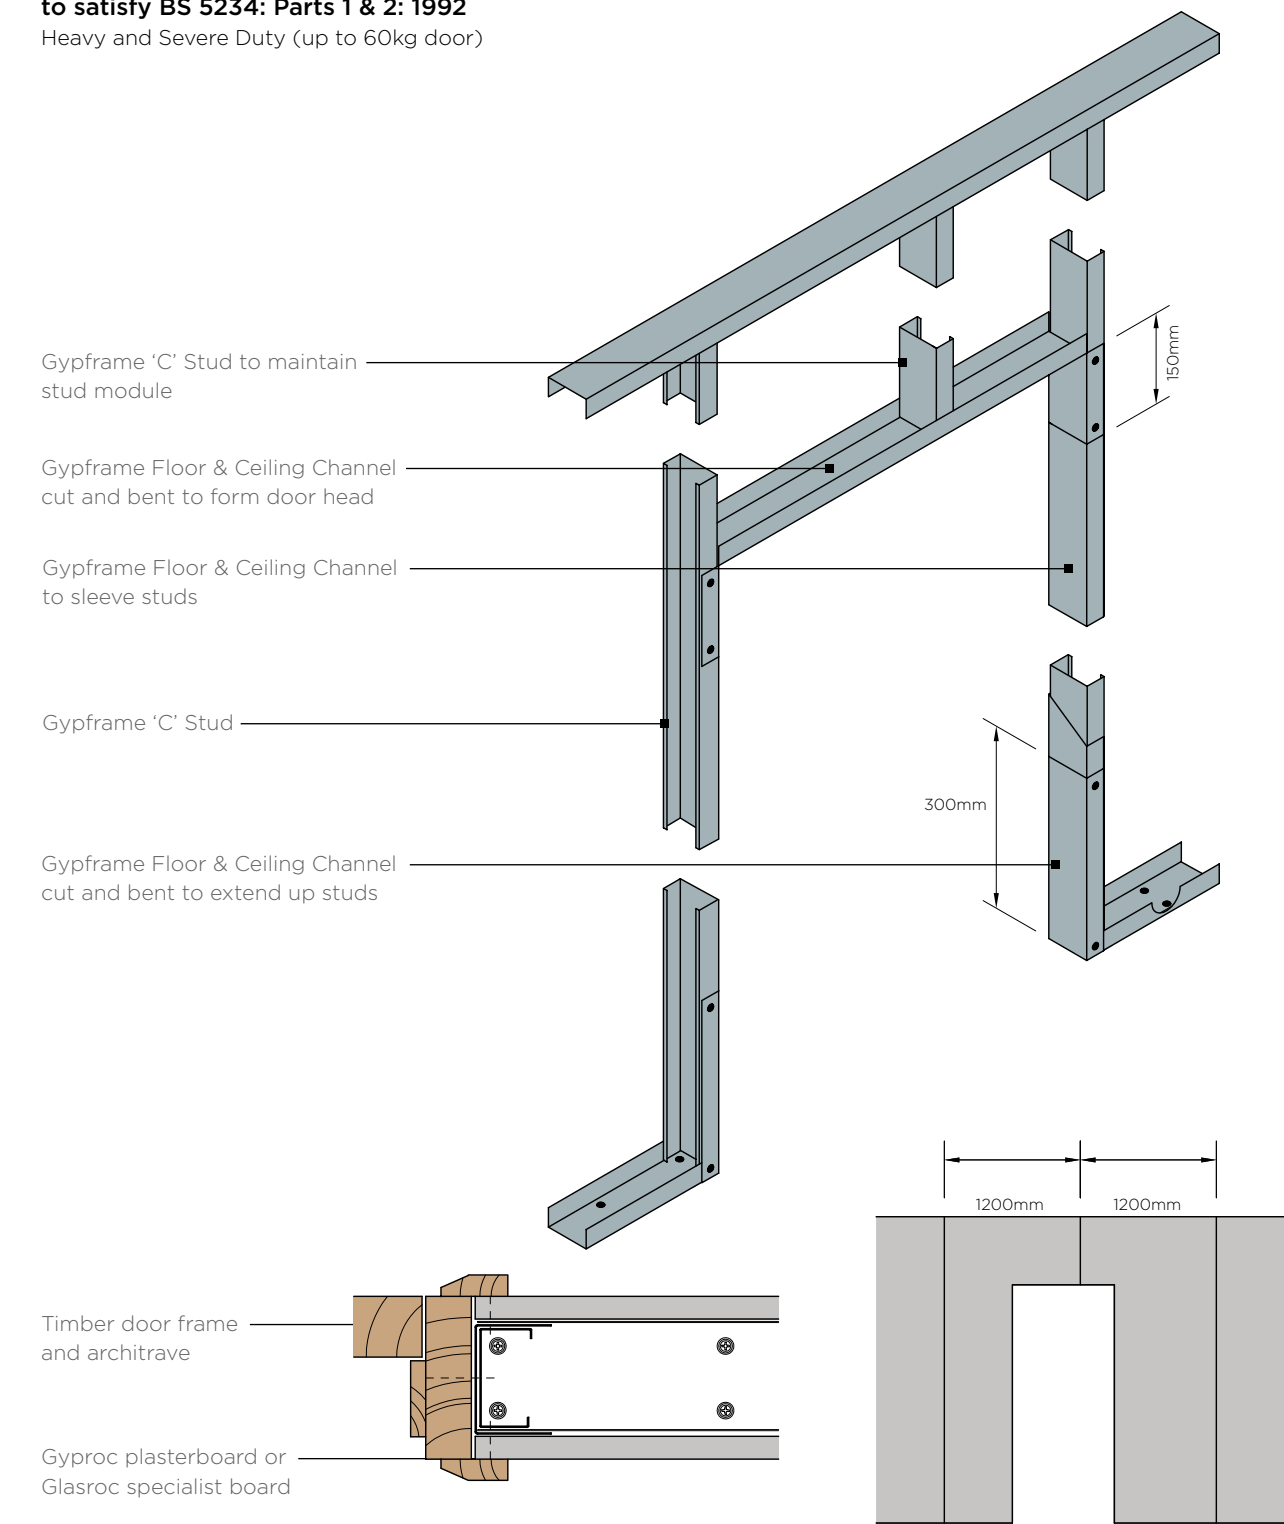 to satisfy BS 5234: Parts 1 & 2: 1992
Heavy and Severe Duty (up to 60kg door)
150mm
Gypframe ‘C’ Stud to maintain
stud module
Gypframe Floor & Ceiling Channel
cut and bent to form door head
Gypframe Floor & Ceiling Channel
to sleeve studs
Gypframe ‘C’ Stud
300mm
Gypframe Floor & Ceiling Channel
cut and bent to extend up studs
1200mm
1200mm
Timber door frame
and architrave
Gyproc plasterboard or
Glasroc specialist board